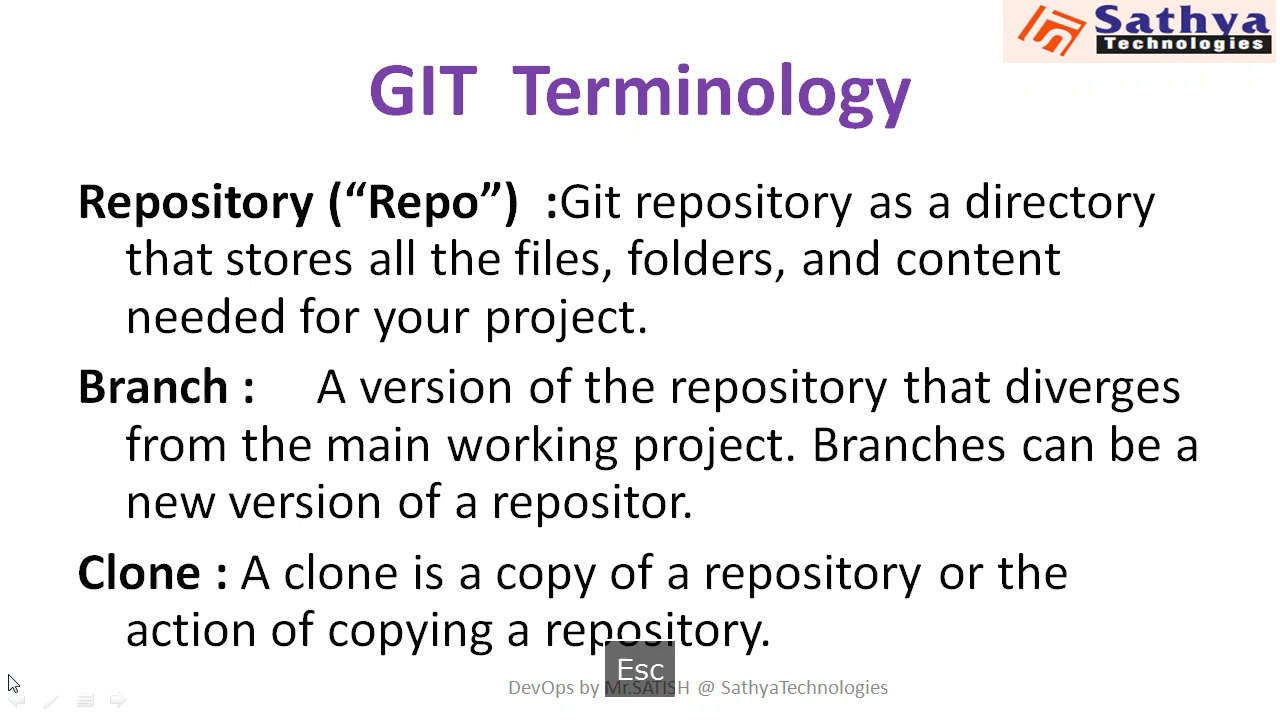 Sathya
Technologies
GIT Terminology
Repository (“Repo”) :Git repository as a directory
that stores all the files, folders, and content
needed for your project.
Branch : A version of the repository that diverges
from the main working project. Branches can be a
new version of a repositor.
Clone : A clone is a copy of a repository or the
action of copying a repository.
Esc
DevOps by Mr.SATISH @ SathyaTechnologies